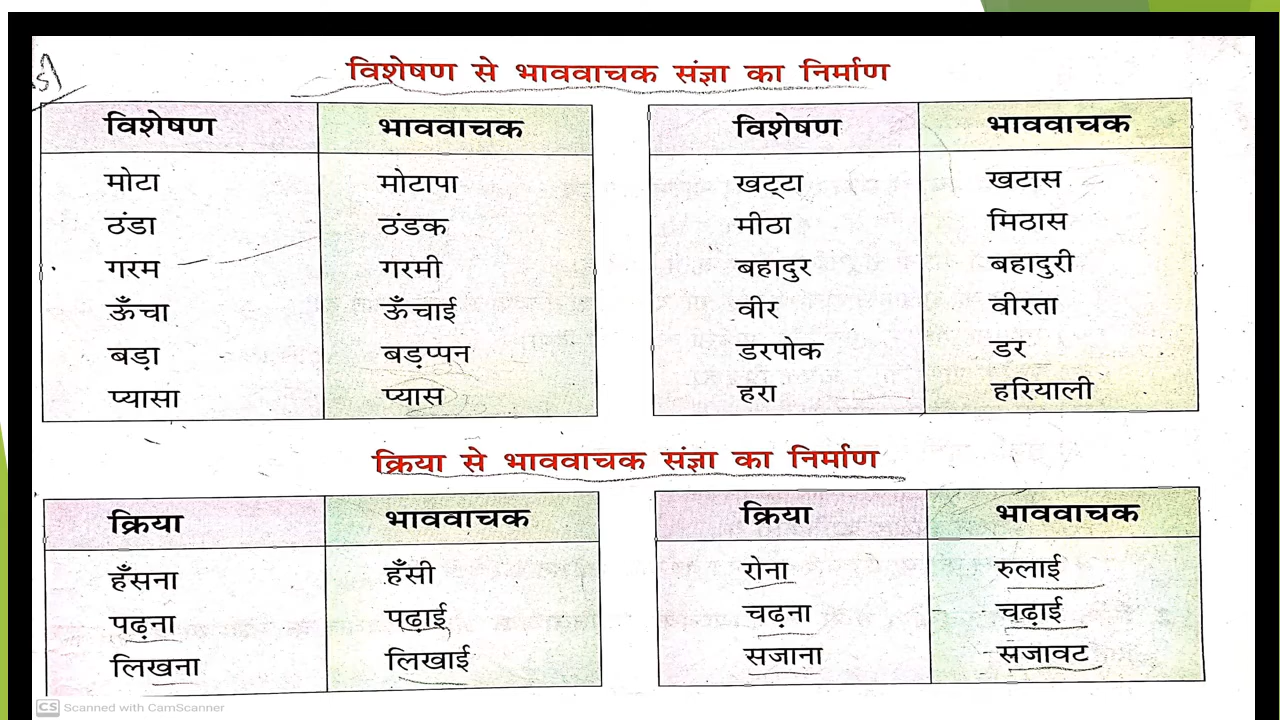 विशेषण से भाववाचक संज्ञा का निर्माण
विशेषण भाववाचक
मोटा मोटापा
ठंडा ठंडक
गरम गरमी
ऊँचा ऊँचाई
बड़ा बड़प्पन
प्यासा प्यास
विशेषण भाववाचक
खट्टा खटास
मीठा मिठास
बहादुर बहादुरी
वीर वीरता
डरपोक डर
हरा हरियाली
क्रिया से भाववाचक संज्ञा का निर्माण
क्रिया भाववाचक
हँसना हँसी
पढ़ना पढ़ाई
लिखना लिखाई
क्रिया भाववाचक
रोना रुलाई
चढ़ना चढ़ाई
सजाना सजावट
CS Scanned with CamScanner